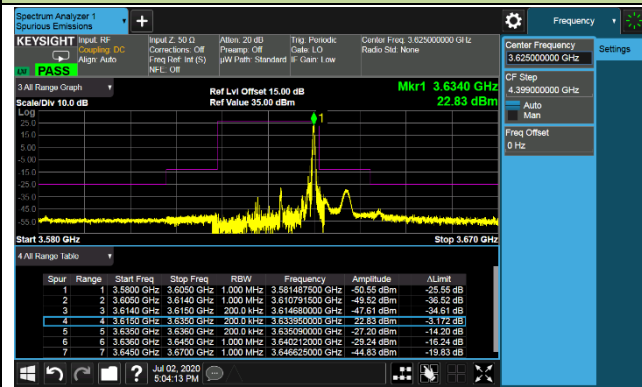 Spectrum Analyzer 1
Spurious Emissions
Frequency
KEYSIGHT Input: RF
Coupling: DC
Align: Auto
LXI PASS
Input Z: 50 Ω
Corrections: Off
Freq Ref: Int (S)
NFE: Off
Atten: 20 dB
Preamp: Off
µW Path: Standard
Trig: Periodic
Gate: LO
IF Gain: Low
Center Freq: 3.625000000 GHz
Radio Std: None
Center Frequency
3.625000000 GHz
Settings
CF Step
4.399000000 GHz
Auto
Man
Freq Offset
0 Hz
3 All Range Graph
Scale/Div 10.0 dB
Ref Lvl Offset 15.00 dB
Ref Value 35.00 dBm
Mkr1 3.6340 GHz
22.83 dBm
Log
25.0
15.0
5.00
-5.00
-15.0
-25.0
-35.0
-45.0
-55.0
1
Start 3.580 GHz
Stop 3.670 GHz
4 All Range Table
Spur Range Start Freq Stop Freq RBW Frequency Amplitude ΔLimit
1 1 3.5800 GHz 3.6050 GHz 1.000 MHz 3.581487500 GHz -50.55 dBm -25.55 dB
2 2 3.6050 GHz 3.6140 GHz 1.000 MHz 3.610791500 GHz -49.52 dBm -36.52 dB
3 3 3.6140 GHz 3.6150 GHz 200.0 kHz 3.614680000 GHz -47.61 dBm -34.61 dB
4 4 3.6150 GHz 3.6350 GHz 200.0 kHz 3.633950000 GHz 22.83 dBm -3.172 dB
5 5 3.6350 GHz 3.6360 GHz 200.0 kHz 3.635090000 GHz -27.20 dBm -14.20 dB
6 6 3.6360 GHz 3.6450 GHz 1.000 MHz 3.640212000 GHz -29.24 dBm -16.24 dB
7 7 3.6450 GHz 3.6700 GHz 1.000 MHz 3.646625000 GHz -44.83 dBm -19.83 dB
Jul 02, 2020
5:04:13 PM